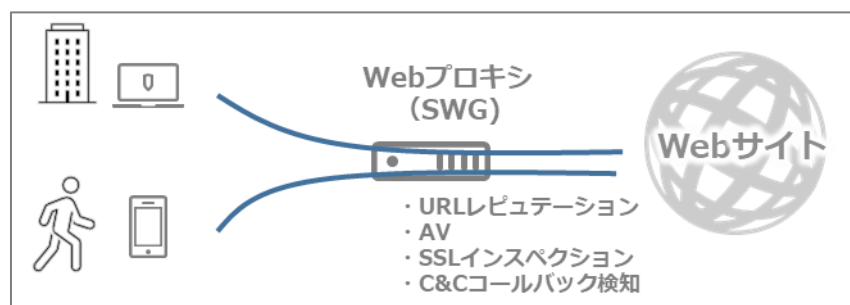 Webプロキシ
（SWG)
Webサイト
・URLレピュテーション
・AV
・SSLインスペクション
・C&Cコールバック検知